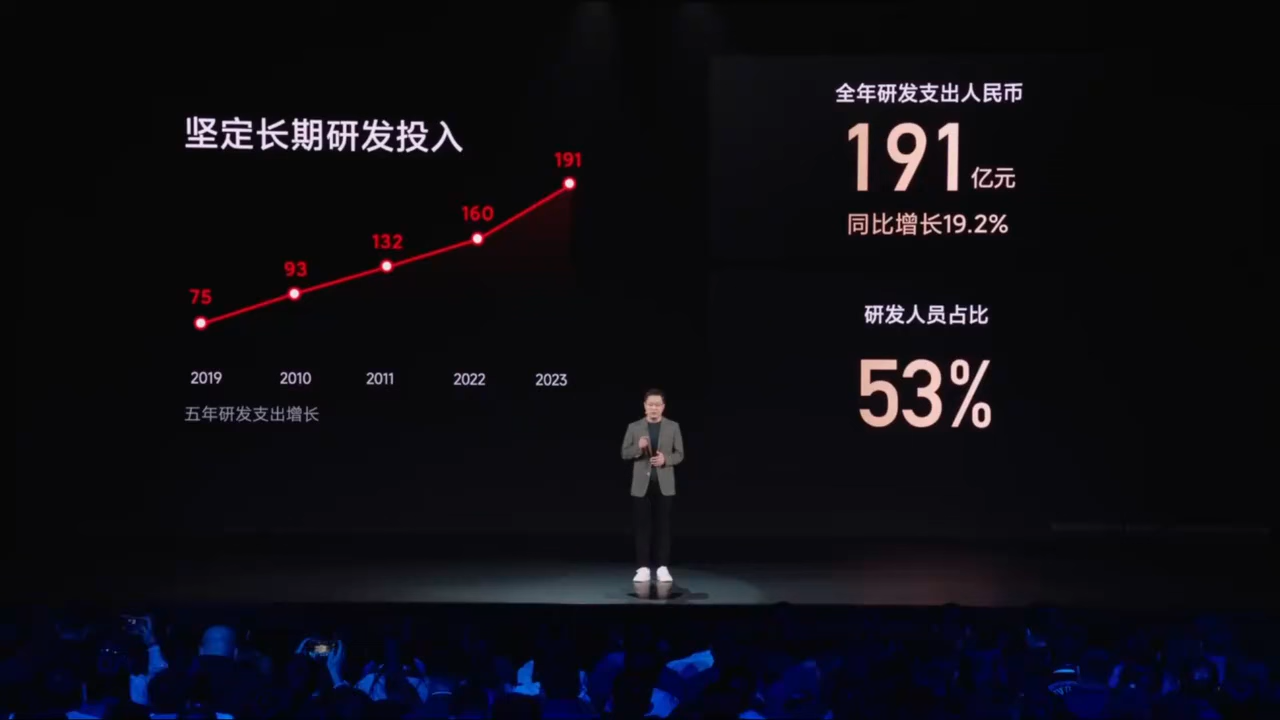 坚定长期研发投入
75
93
132
160
191
2019
2010
2011
2022
2023
五年研发支出增长
全年研发支出人民币
191亿元
同比增长19.2%
研发人员占比
53%